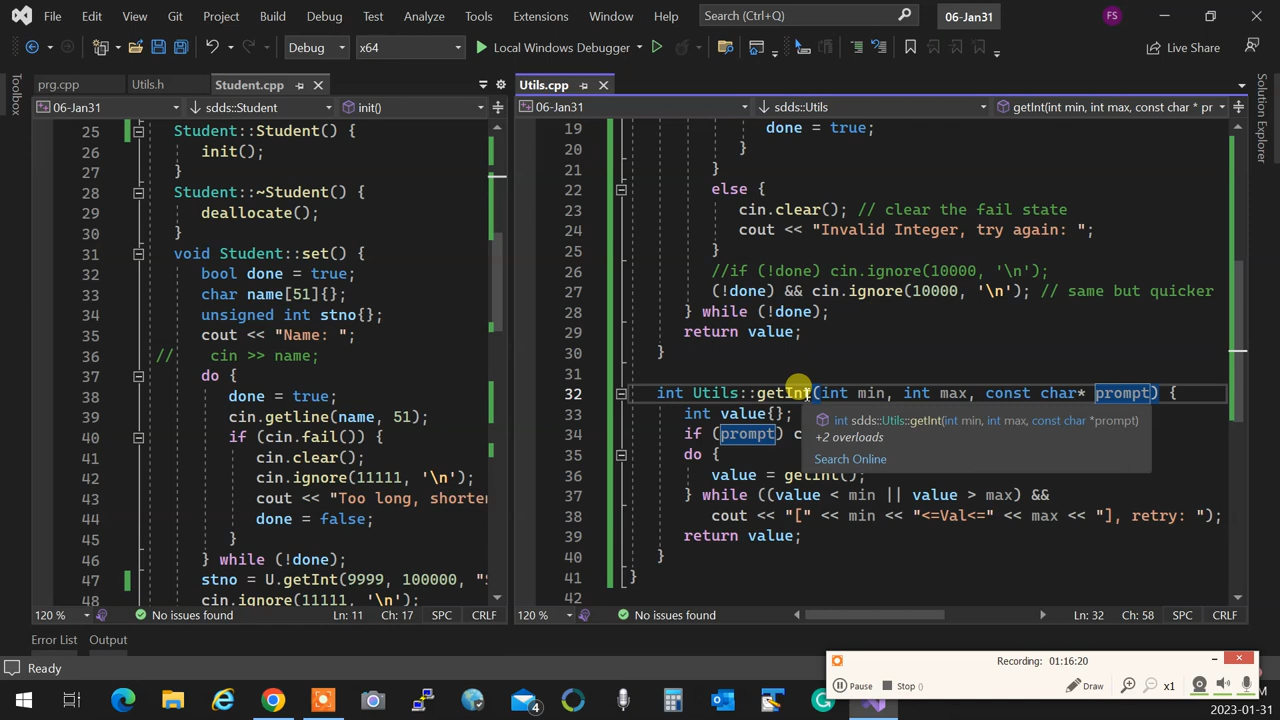 File Edit View Git Project Build Debug Test Analyze Tools Extensions Window Help Search (Ctrl+Q) 06-Jan31 FS
Debug x64 Local Windows Debugger Live Share
prg.cpp Utils.h Student.cpp
06-Jan31 sdds::Student init()
25 Student::Student() {
26 init();
27 }
28 Student::~Student() {
29 deallocate();
30 }
31 void Student::set() {
32 bool done = true;
33 char name[51]{};
34 unsigned int stno{};
35 cout << "Name: ";
36 // cin >> name;
37 do {
38 done = true;
39 cin.getline(name, 51);
40 if (cin.fail()) {
41 cin.clear();
42 cin.ignore(11111, '\n');
43 cout << "Too long, shorten
44 done = false;
45 }
46 } while (!done);
47 stno = U.getInt(9999, 100000, "S
48 cin.ignore(11111, '\n');
120 % No issues found Ln: 11 Ch: 17 SPC CRLF
Utils.cpp
06-Jan31 sdds::Utils getInt(int min, int max, const char * pr
19 done = true;
20 }
21 }
22 else {
23 cin.clear(); // clear the fail state
24 cout << "Invalid Integer, try again: ";
25 }
26 //if (!done) cin.ignore(10000, '\n');
27 (!done) && cin.ignore(10000, '\n'); // same but quicker
28 } while (!done);
29 return value;
30 }
31
32 int Utils::getInt(int min, int max, const char* prompt) {
33 int value{};
34 if (prompt) c
35 do {
36 value = getInt();
37 } while ((value < min || value > max) &&
38 cout << "[" << min << "<=Val<=" << max << "], retry: ");
39 return value;
40 }
41 }
42
int sdds::Utils::getInt(int min, int max, const char *prompt)
+2 overloads
Search Online
120 % No issues found Ln: 32 Ch: 58 SPC CRLF
Toolbox
Solution Explorer
Error List Output
Ready
Recording: 01:16:20
Pause Stop () Draw x1
4
2023-01-31